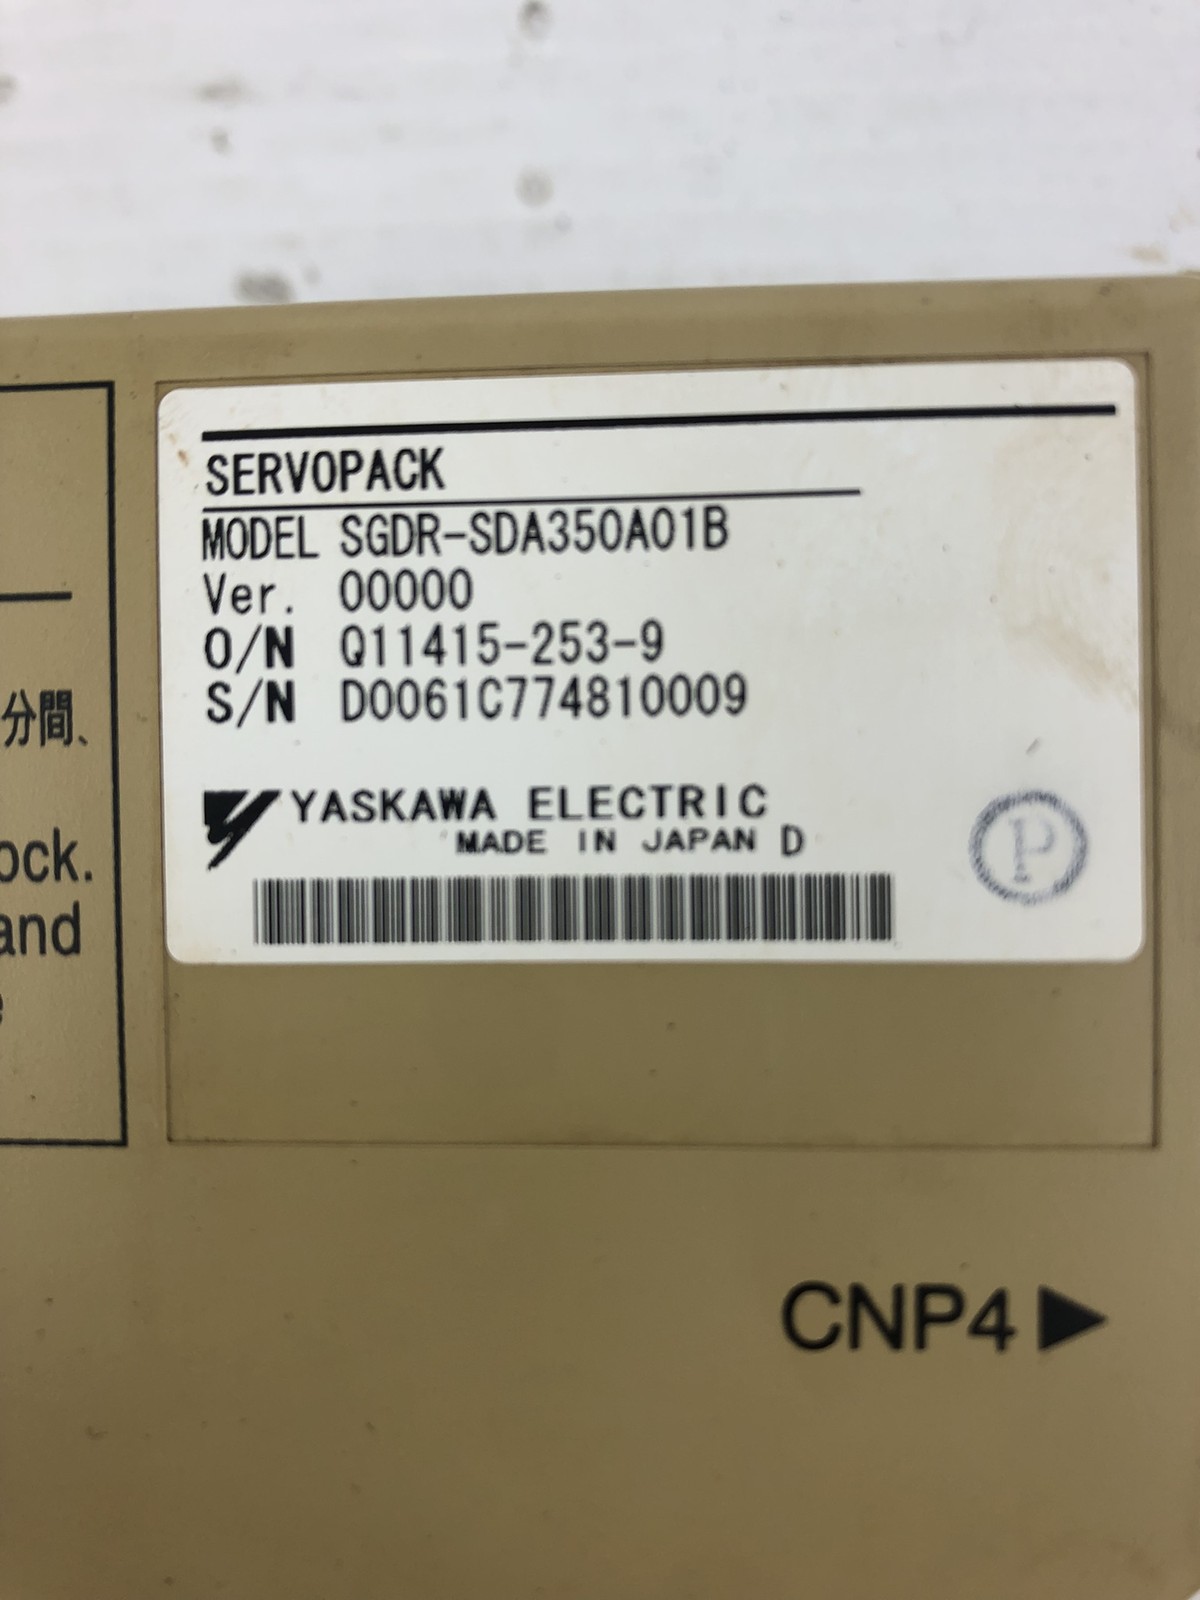 SERVOPACK
MODEL SGDR-SDA350A01B
Ver. 00000
O/N Q11415-253-9
S/N D0061C774810009
YASKAWA ELECTRIC
MADE IN JAPAN D
P
分間、
ock.
and
e
CNP4